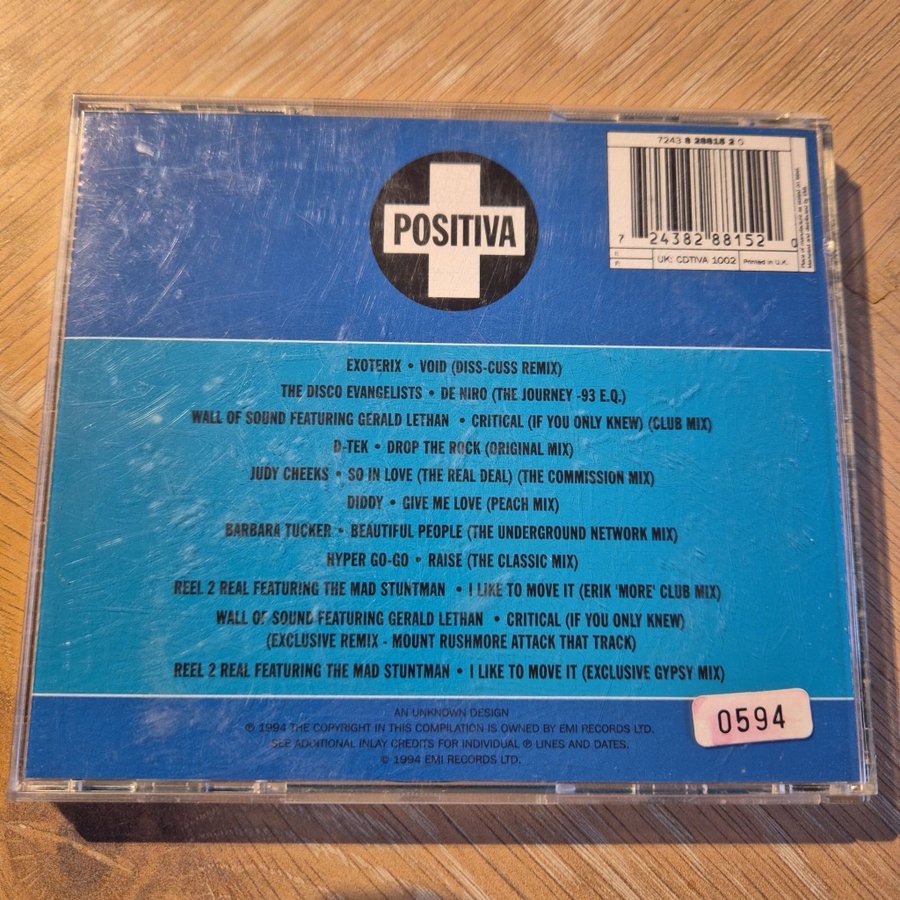 7243 8 28815 2 0
7 24382 88152 0
UK: CDTIVA 1002
Printed in U.K.
POSITIVA
EXOTERIX • VOID (DISS-CUSS REMIX)
THE DISCO EVANGELISTS • DE NIRO (THE JOURNEY -93 E.Q.)
WALL OF SOUND FEATURING GERALD LETHAN • CRITICAL (IF YOU ONLY KNEW) (CLUB MIX)
D-TEK • DROP THE ROCK (ORIGINAL MIX)
JUDY CHEEKS • SO IN LOVE (THE REAL DEAL) (THE COMMISSION MIX)
DIDDY • GIVE ME LOVE (PEACH MIX)
BARBARA TUCKER • BEAUTIFUL PEOPLE (THE UNDERGROUND NETWORK MIX)
HYPER GO-GO • RAISE (THE CLASSIC MIX)
REEL 2 REAL FEATURING THE MAD STUNTMAN • I LIKE TO MOVE IT (ERIK 'MORE' CLUB MIX)
WALL OF SOUND FEATURING GERALD LETHAN • CRITICAL (IF YOU ONLY KNEW)
(EXCLUSIVE REMIX - MOUNT RUSHMORE ATTACK THAT TRACK)
REEL 2 REAL FEATURING THE MAD STUNTMAN • I LIKE TO MOVE IT (EXCLUSIVE GYPSY MIX)
AN UNKNOWN DESIGN
℗ 1994 THE COPYRIGHT IN THIS COMPILATION IS OWNED BY EMI RECORDS LTD.
SEE ADDITIONAL INLAY CREDITS FOR INDIVIDUAL ℗ LINES AND DATES.
© 1994 EMI RECORDS LTD.
0594